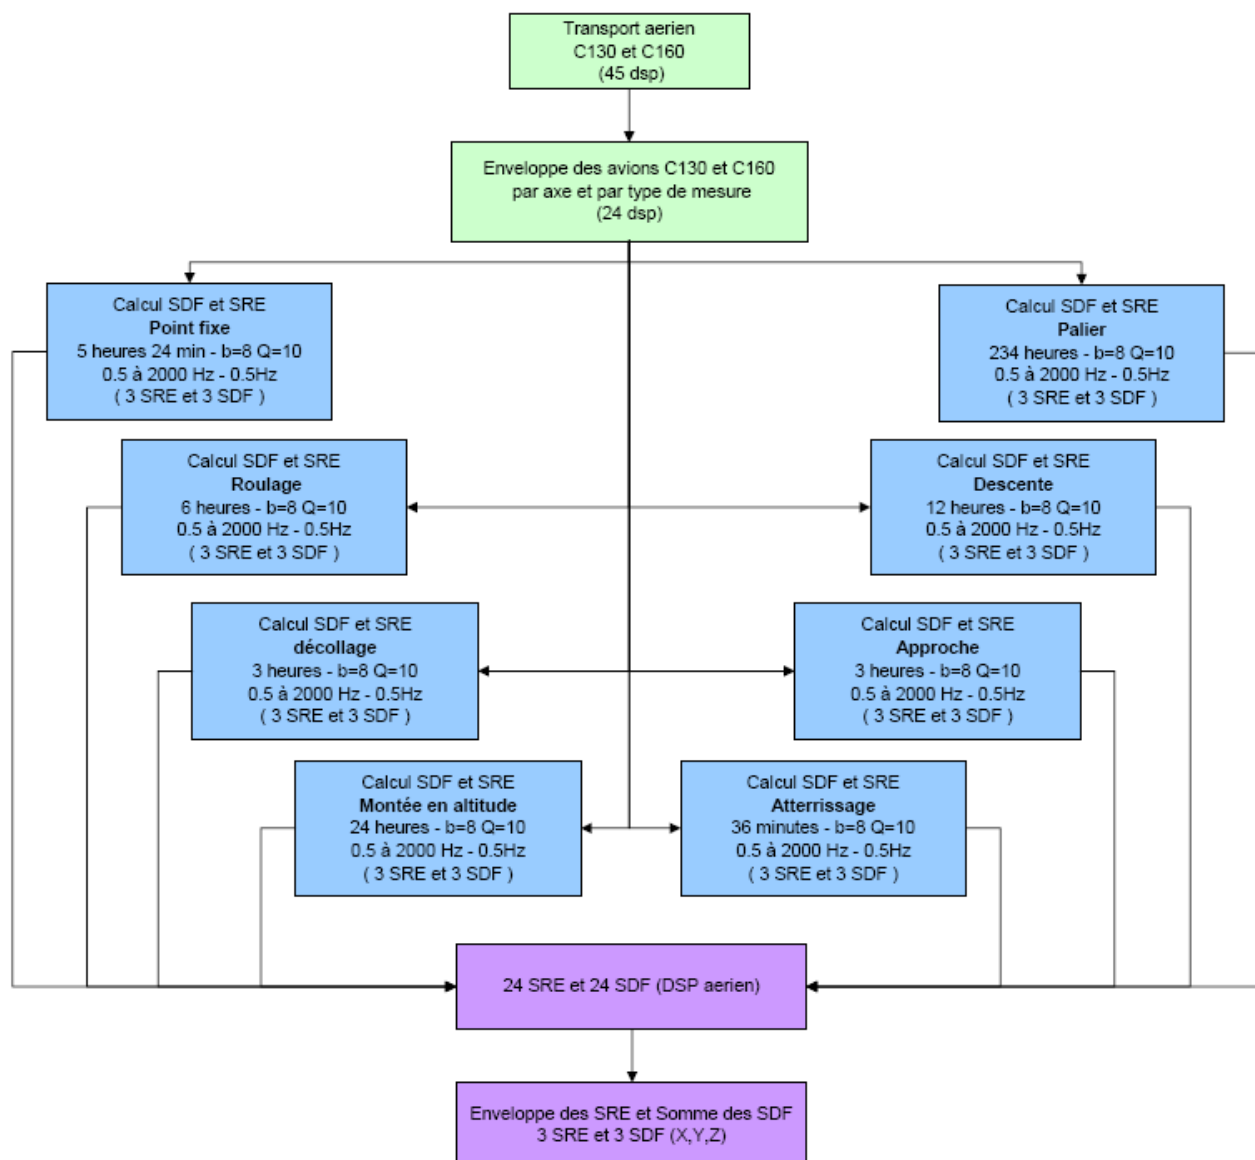 Transport aerien
C130 et C160
(45 dsp)
Enveloppe des avions C130 et C160
par axe et par type de mesure
(24 dsp)
Calcul SDF et SRE
Point fixe
5 heures 24 min - b=8 Q=10
0.5 à 2000 Hz - 0.5Hz
( 3 SRE et 3 SDF )
Calcul SDF et SRE
Palier
234 heures - b=8 Q=10
0.5 à 2000 Hz - 0.5Hz
( 3 SRE et 3 SDF )
Calcul SDF et SRE
Roulage
6 heures - b=8 Q=10
0.5 à 2000 Hz - 0.5Hz
( 3 SRE et 3 SDF )
Calcul SDF et SRE
Descente
12 heures - b=8 Q=10
0.5 à 2000 Hz - 0.5Hz
( 3 SRE et 3 SDF )
Calcul SDF et SRE
décollage
3 heures - b=8 Q=10
0.5 à 2000 Hz - 0.5Hz
( 3 SRE et 3 SDF )
Calcul SDF et SRE
Approche
3 heures - b=8 Q=10
0.5 à 2000 Hz - 0.5Hz
( 3 SRE et 3 SDF )
Calcul SDF et SRE
Montée en altitude
24 heures - b=8 Q=10
0.5 à 2000 Hz - 0.5Hz
( 3 SRE et 3 SDF )
Calcul SDF et SRE
Atterrissage
36 minutes - b=8 Q=10
0.5 à 2000 Hz - 0.5Hz
( 3 SRE et 3 SDF )
24 SRE et 24 SDF (DSP aerien)
Enveloppe des SRE et Somme des SDF
3 SRE et 3 SDF (X,Y,Z)